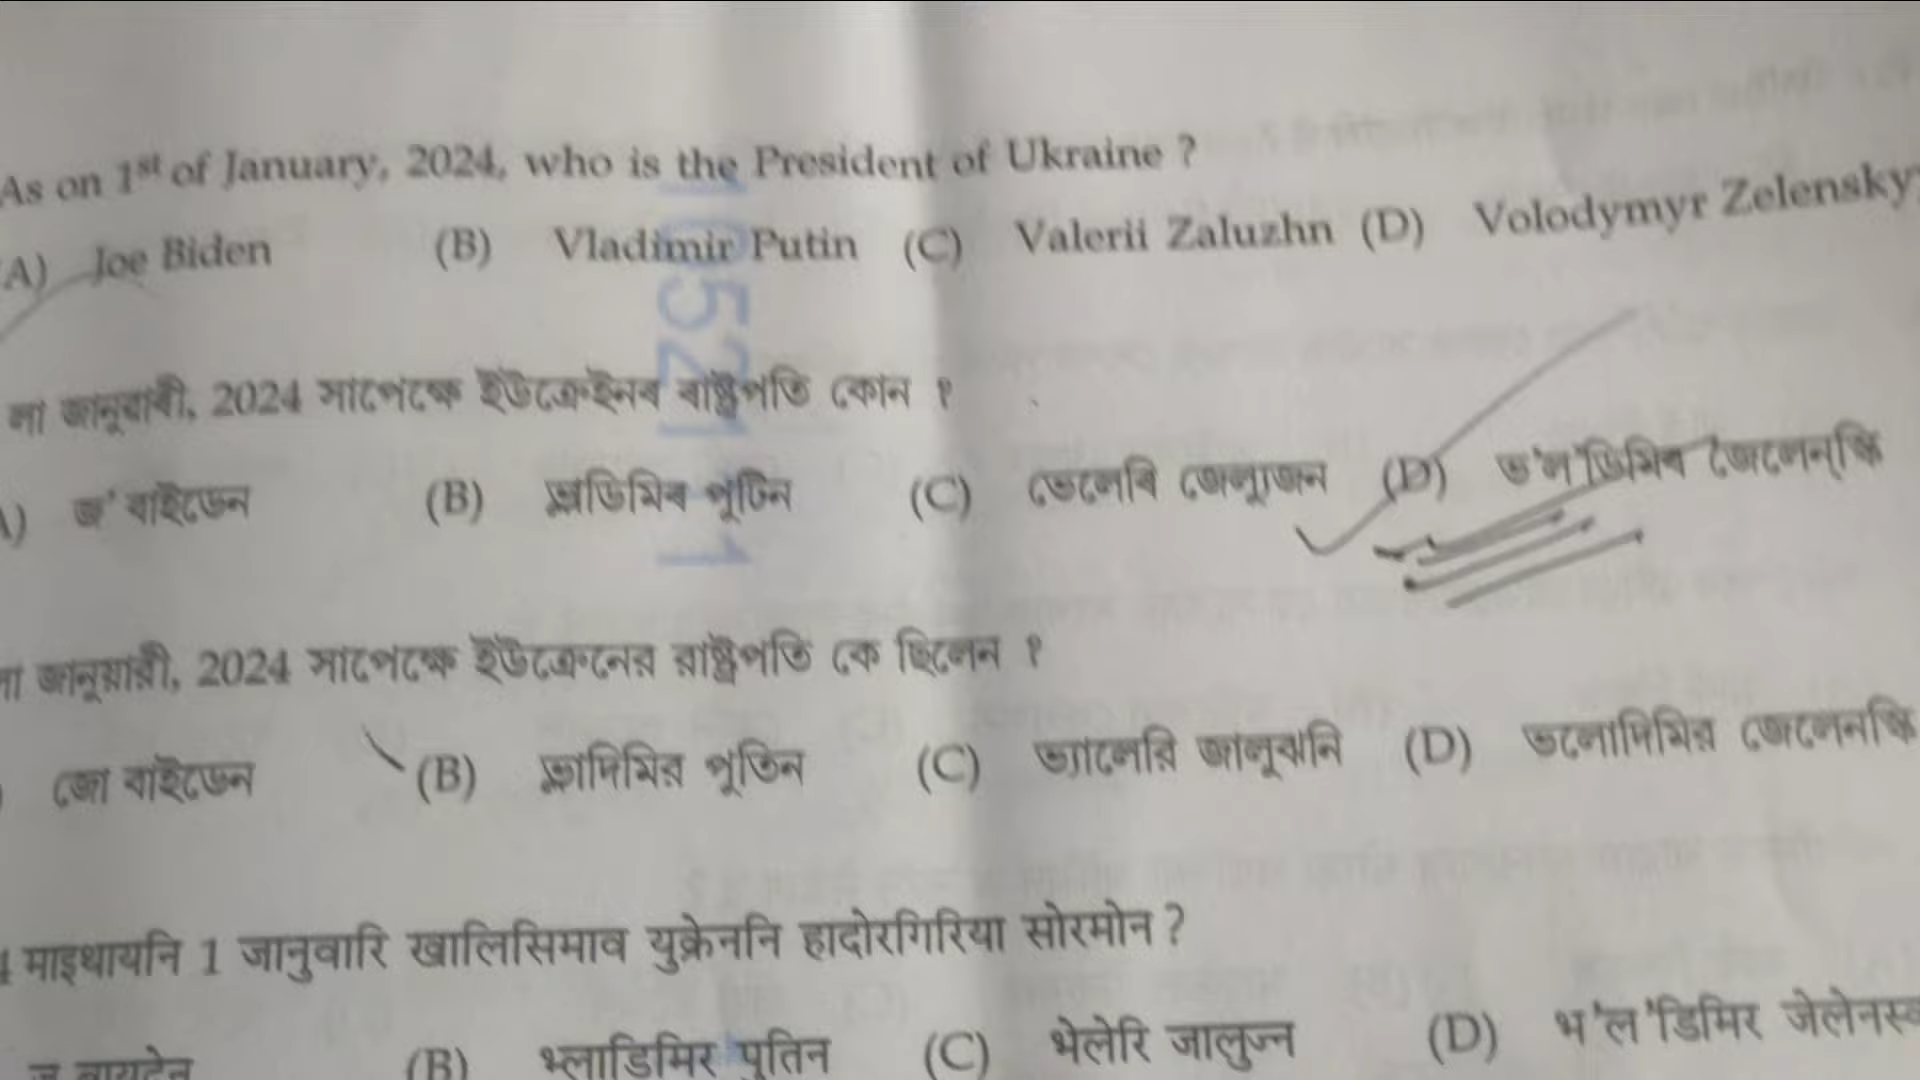 As on 1st of January, 2024, who is the President of Ukraine ?
A) Joe Biden (B) Vladimir Putin (C) Valerii Zaluzhn (D) Volodymyr Zelensky
লা জানুৱাৰী, 2024 সাপেক্ষে ইউক্ৰেইনৰ ৰাষ্ট্ৰপতি কোন ?
জ' বাইডেন (B) ভ্লাডিমিৰ পুটিন (C) ভেলেৰি জেলুজন (D) ভ'ল'ডিমিৰ জেলেন্‌স্কি
জানুয়ারী, 2024 সাপেক্ষে ইউক্রেনের রাষ্ট্রপতি কে ছিলেন ?
জো বাইডেন (B) ভ্লাদিমির পুতিন (C) ভ্যালেরি জালুঝনি (D) ভলোদিমির জেলেনস্কি
माइथायनि 1 जानुवारि खालिसिमाव युक्रेननि हादोरगिरिया सोरमोन ?
(B) भ्लाडिमिर पुतिन (C) भेलेरि जालुज्न (D) भ'ल'डिमिर
1105211